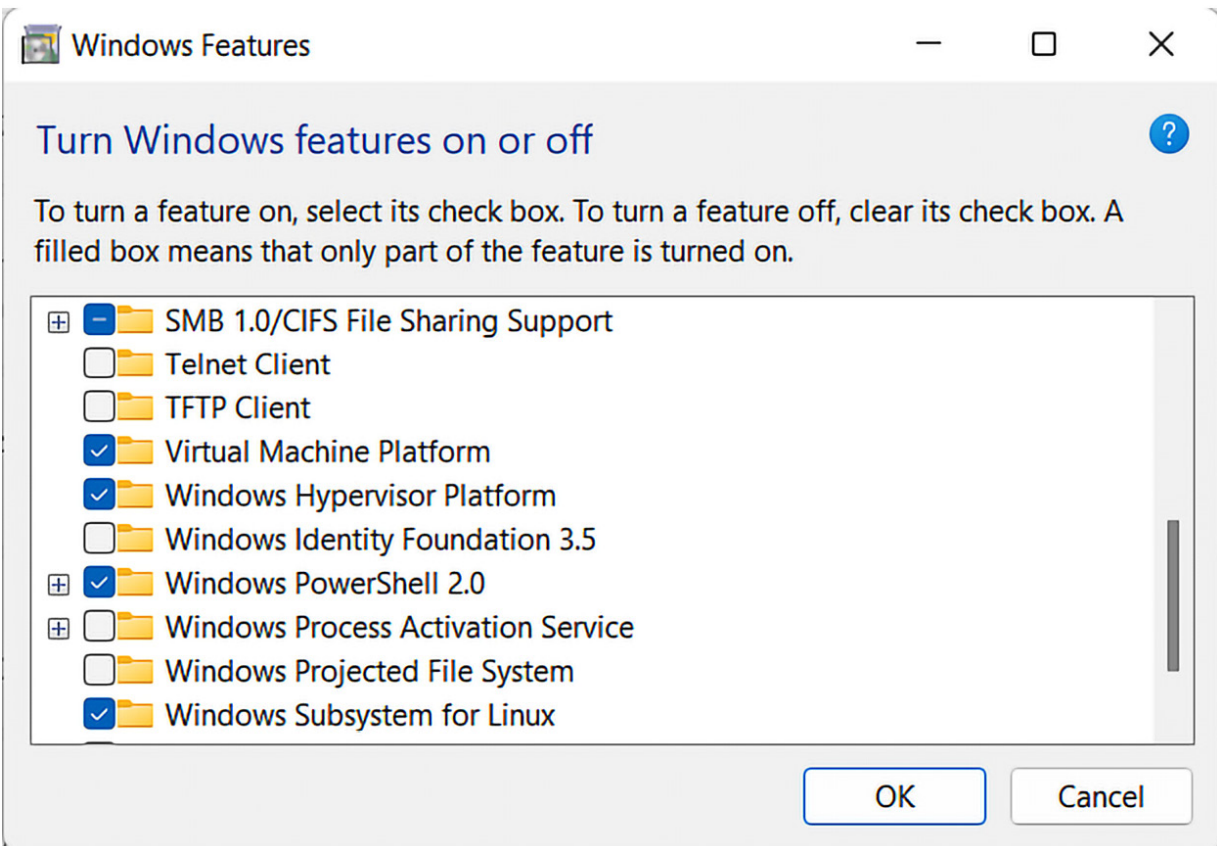 Windows Features
Turn Windows features on or off
?
To turn a feature on, select its check box. To turn a feature off, clear its check box. A
filled box means that only part of the feature is turned on.
SMB 1.0/CIFS File Sharing Support
Telnet Client
TFTP Client
Virtual Machine Platform
Windows Hypervisor Platform
Windows Identity Foundation 3.5
Windows PowerShell 2.0
Windows Process Activation Service
Windows Projected File System
Windows Subsystem for Linux
OK
Cancel